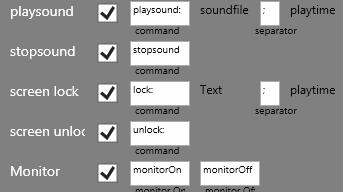 playsound playsound: soundfile ; playtime
command separator
stopsound stopsound
command
screen lock lock: Text ; playtime
command separator
screen unloc unlock:
command
Monitor monitorOn monitorOff
monitor On monitor Off